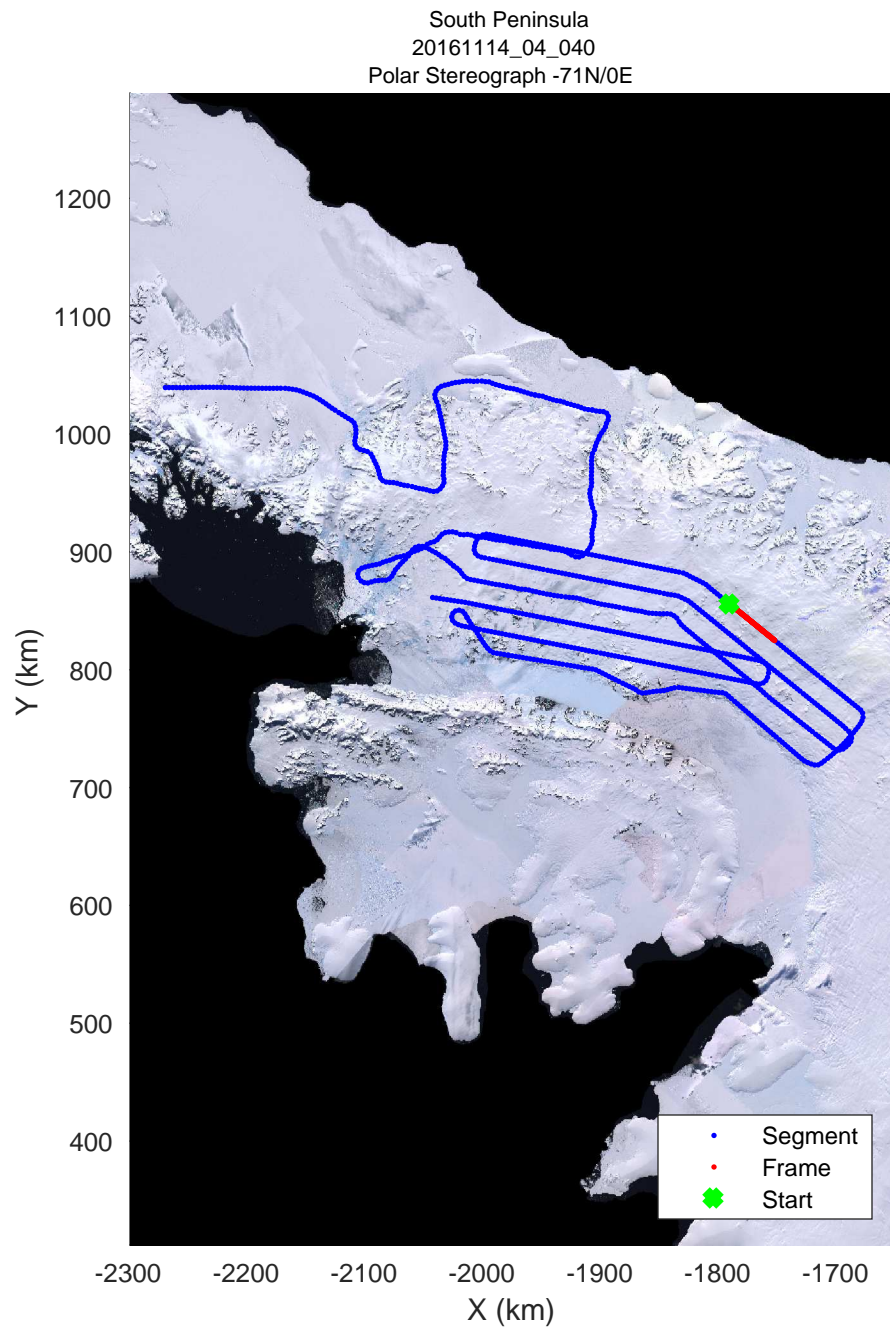 South Peninsula
20161114_04_040
Polar Stereograph -71N/0E
1200
1100
1000
900
800
700
600
500
400
Y (km)
Segment
Frame
Start
-2300 -2200 -2100 -2000 -1900 -1800 -1700
X (km)